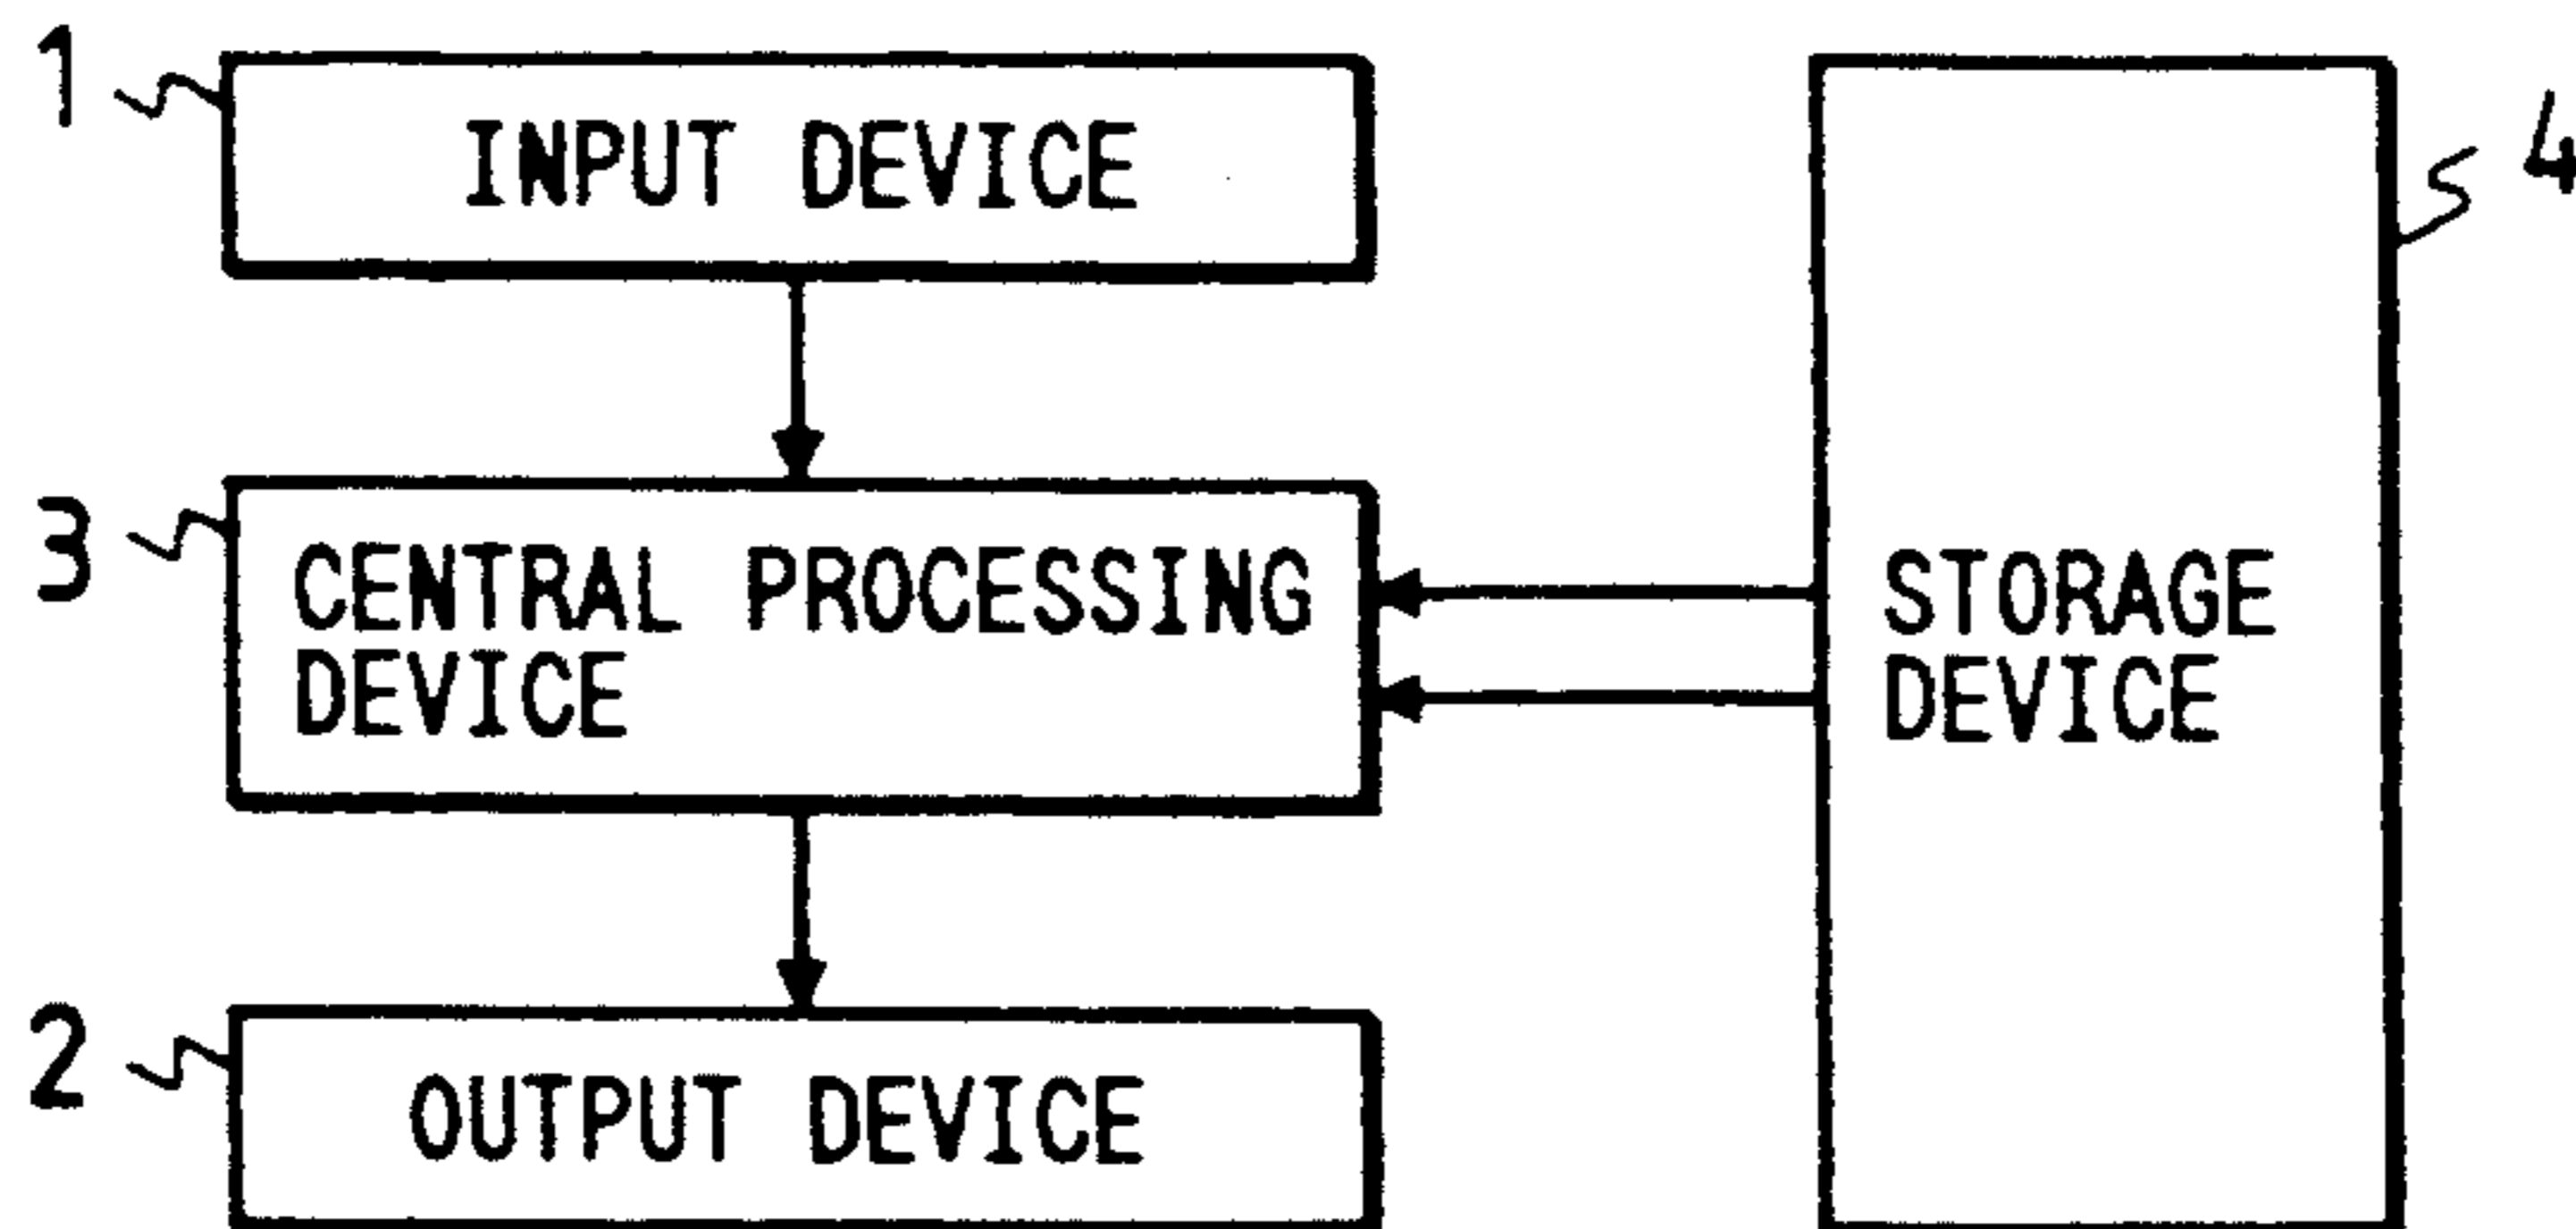 1
INPUT DEVICE
4
3
CENTRAL PROCESSING
DEVICE
STORAGE
DEVICE
2
OUTPUT DEVICE